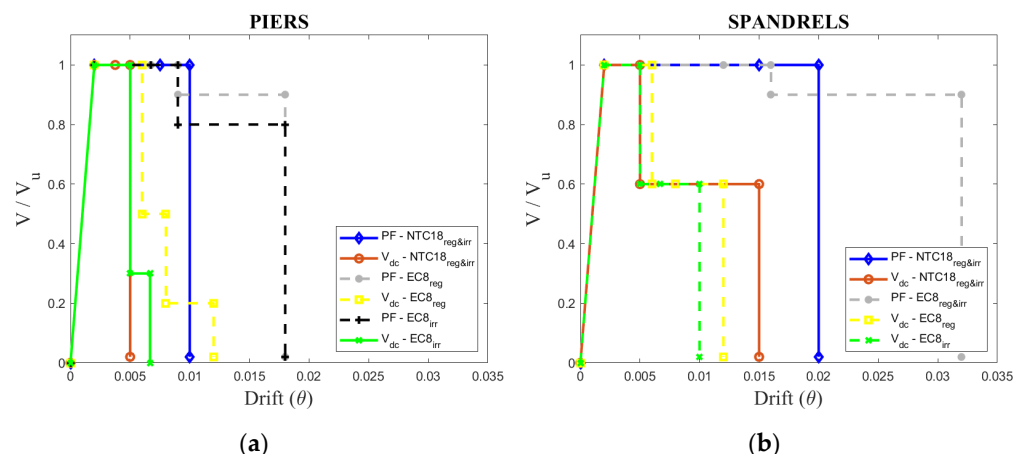 PIERS
1
0.8
0.6
0.4
0.2
0
V / Vu
PF - NTC18reg&irr
Vdc - NTC18reg&irr
PF - EC8reg
Vdc - EC8reg
PF - EC8irr
Vdc - EC8irr
0 0.005 0.01 0.015 0.02 0.025 0.03 0.035
Drift (θ)
(a)
SPANDRELS
1
0.8
0.6
0.4
0.2
0
V / Vu
PF - NTC18reg&irr
Vdc - NTC18reg&irr
PF - EC8reg&irr
Vdc - EC8reg
Vdc - EC8irr
0 0.005 0.01 0.015 0.02 0.025 0.03 0.035
Drift (θ)
(b)